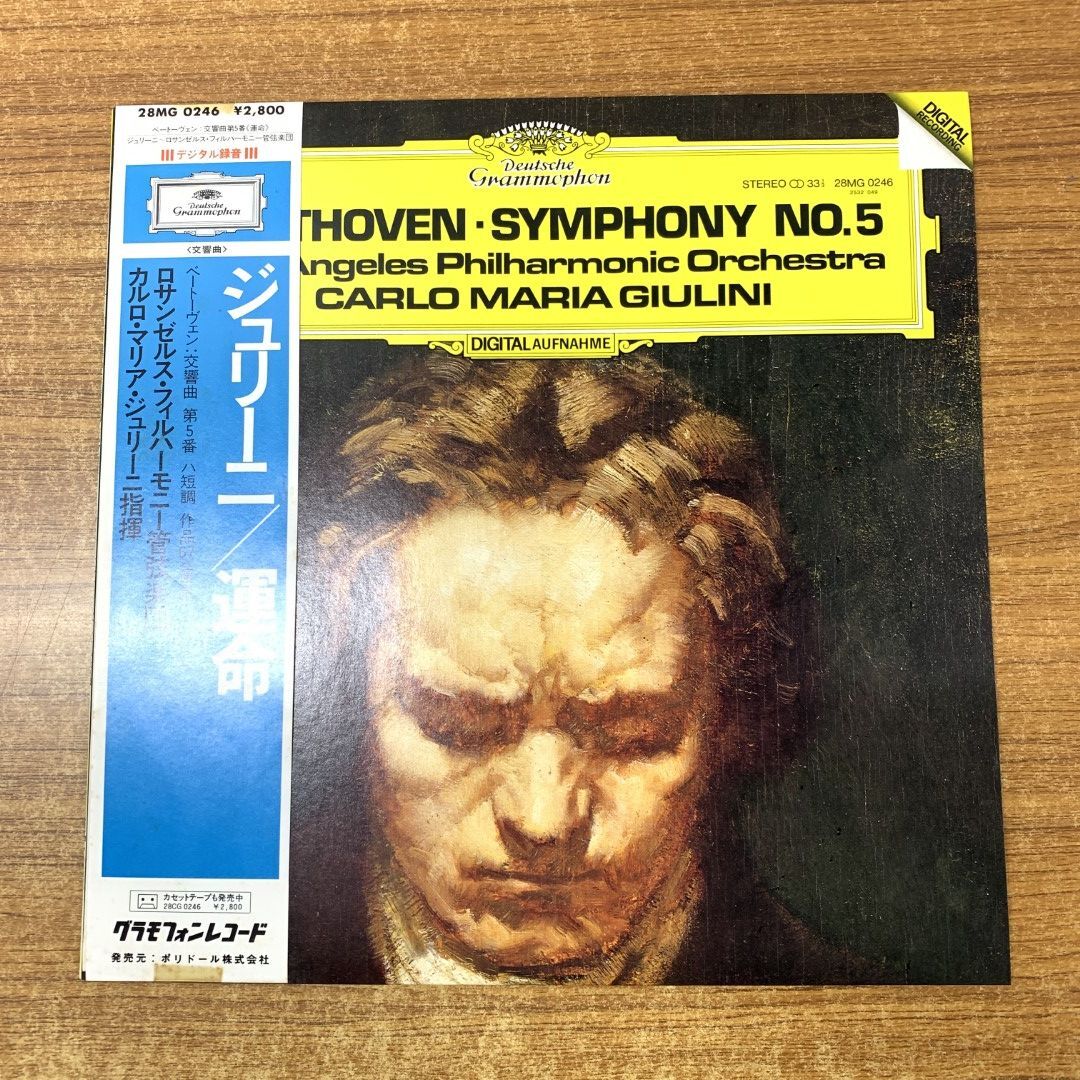 28MG 0246 ¥2,800
ベートーヴェン:交響曲第5番《運命》
ジュリーニ~ロサンゼルス・フィルハーモニー管弦楽団
デジタル録音
Deutsche
Grammophon
〈交響曲〉
ジュリーニ/運命
ベートーヴェン:交響曲 第5番 ハ短調 作品
ロサンゼルス・フィルハーモニー管弦
カルロ・マリア・ジュリーニ指揮
カセットテープも発売中
28CG 0246 ¥2,800
グラモフォンレコード
発売元:ポリドール株式会社
Deutsche
Grammophon
DIGITAL
RECORDING
STEREO 33⅓ 28MG 0246
2532 049
THOVEN · SYMPHONY NO.5
Angeles Philharmonic Orchestra
CARLO MARIA GIULINI
DIGITAL AUFNAHME